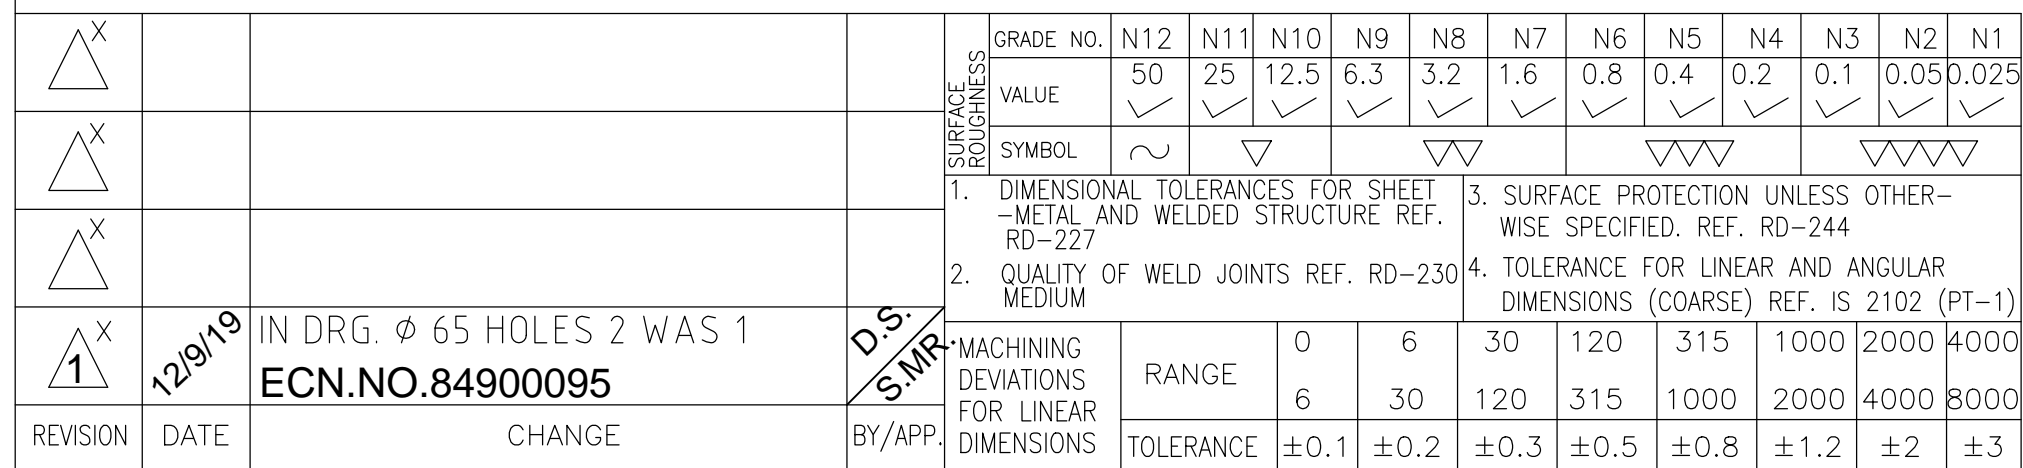 X
X
X
1 X 12/9/19 IN DRG. ⌀ 65 HOLES 2 WAS 1 D.S.
ECN.NO.84900095 S.MR.
REVISION DATE CHANGE BY/APP.
SURFACE
ROUGHNESS
GRADE NO. N12 N11 N10 N9 N8 N7 N6 N5 N4 N3 N2 N1
VALUE 50 25 12.5 6.3 3.2 1.6 0.8 0.4 0.2 0.1 0.05 0.025
SYMBOL
1. DIMENSIONAL TOLERANCES FOR SHEET
-METAL AND WELDED STRUCTURE REF.
RD-227
2. QUALITY OF WELD JOINTS REF. RD-230
MEDIUM
3. SURFACE PROTECTION UNLESS OTHER-
WISE SPECIFIED. REF. RD-244
4. TOLERANCE FOR LINEAR AND ANGULAR
DIMENSIONS (COARSE) REF. IS 2102 (PT-1)
MACHINING
DEVIATIONS
FOR LINEAR
DIMENSIONS
RANGE
0 6 30 120 315 1000 2000 4000
6 30 120 315 1000 2000 4000 8000
TOLERANCE ±0.1 ±0.2 ±0.3 ±0.5 ±0.8 ±1.2 ±2 ±3